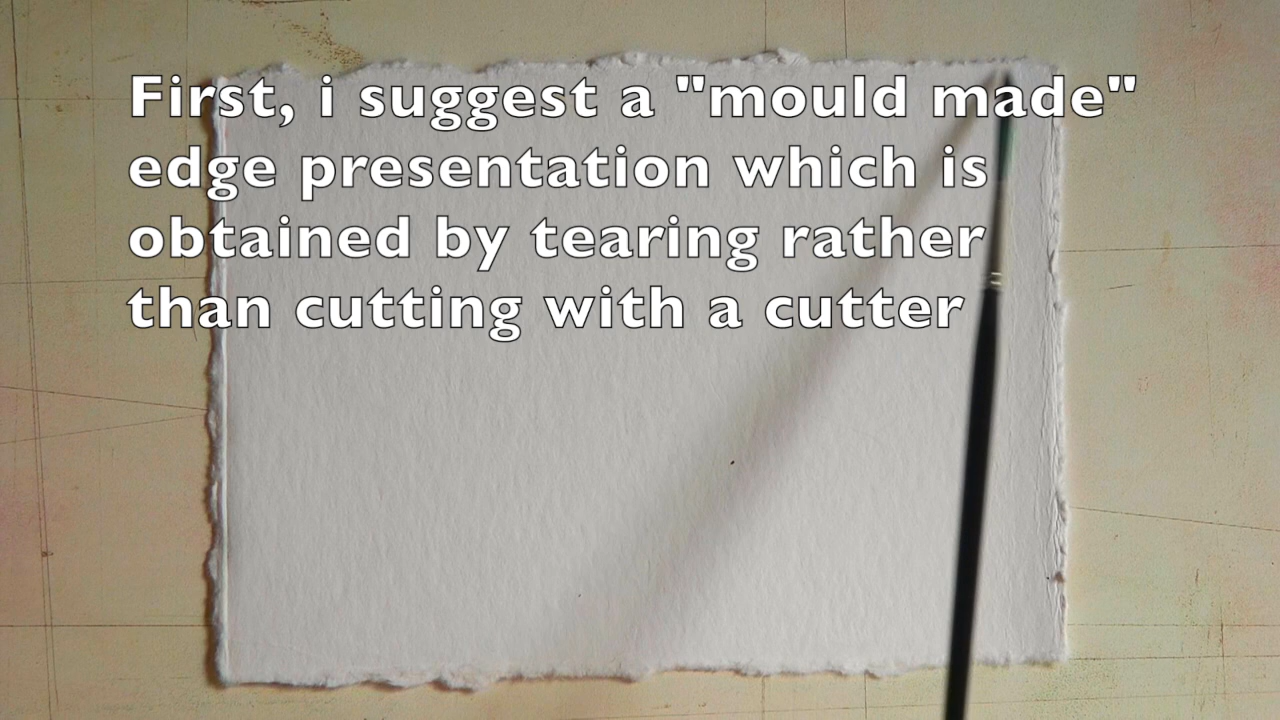 First, i suggest a "mould made"
edge presentation which is
obtained by tearing rather
than cutting with a cutter